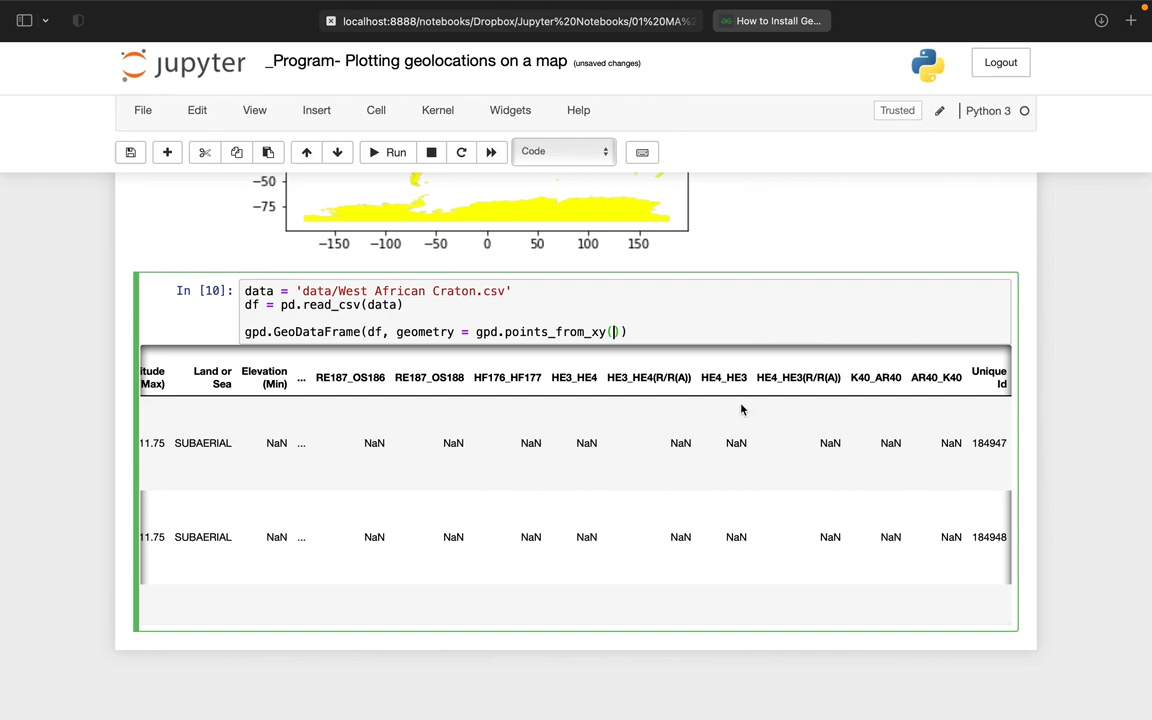 localhost:8888/notebooks/Dropbox/Jupyter%20Notebooks/01%20MA%2
How to Install Ge...
jupyter
_Program- Plotting geolocations on a map (unsaved changes)
Logout
File Edit View Insert Cell Kernel Widgets Help
Trusted Python 3
Run Code
−50
−75
−150 −100 −50 0 50 100 150
In [10]: data = 'data/West African Craton.csv'
df = pd.read_csv(data)
gpd.GeoDataFrame(df, geometry = gpd.points_from_xy())
itude Land or Elevation Unique
Max) Sea (Min) ... RE187_OS186 RE187_OS188 HF176_HF177 HE3_HE4 HE3_HE4(R/R(A)) HE4_HE3 HE4_HE3(R/R(A)) K40_AR40 AR40_K40 Id
11.75 SUBAERIAL NaN ... NaN NaN NaN NaN NaN NaN NaN NaN NaN 184947
11.75 SUBAERIAL NaN ... NaN NaN NaN NaN NaN NaN NaN NaN NaN 184948